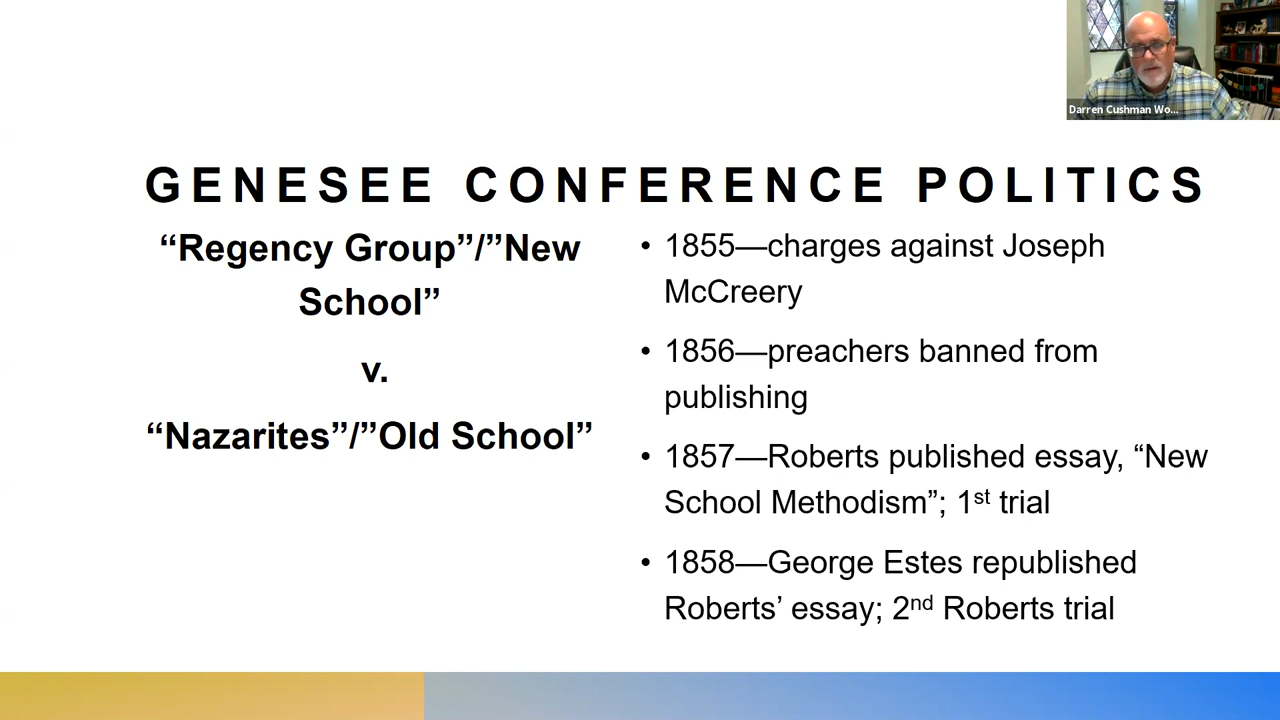 Darren Cushman Wo...
GENESEE CONFERENCE POLITICS
“Regency Group”/”New
School”
v.
“Nazarites”/”Old School”
• 1855—charges against Joseph
McCreery
• 1856—preachers banned from
publishing
• 1857—Roberts published essay, “New
School Methodism”; 1st trial
• 1858—George Estes republished
Roberts’ essay; 2nd Roberts trial